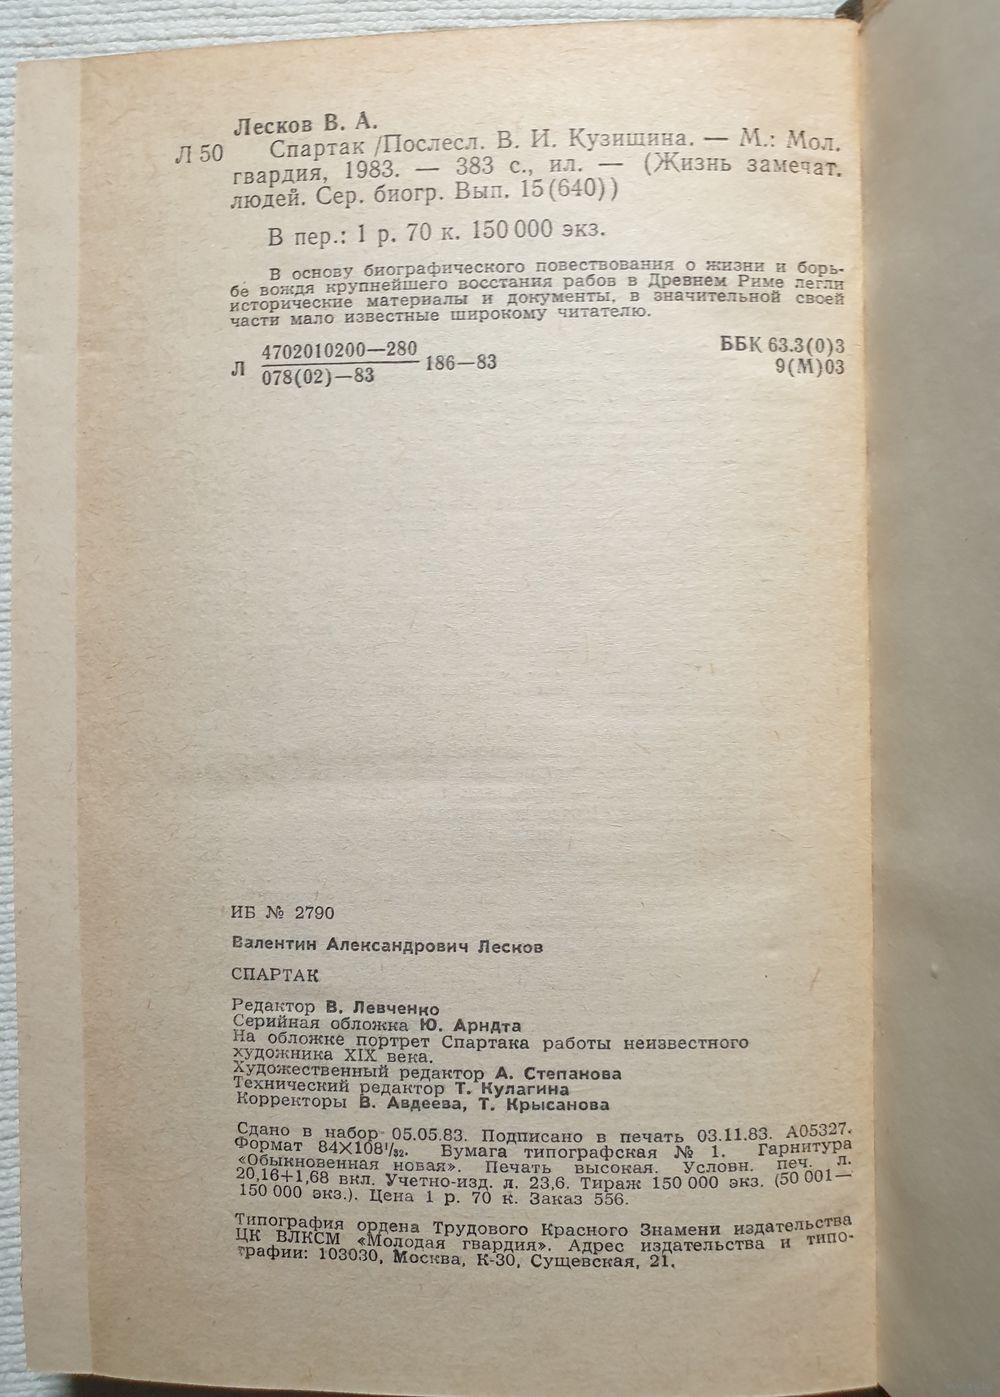 Лесков В. А.
Л 50 Спартак /Послесл. В. И. Кузищина. — М.: Мол.
гвардия, 1983. — 383 с., ил. — (Жизнь замечат.
людей. Сер. биогр. Вып. 15(640))
В пер.: 1 р. 70 к. 150 000 экз.
В основу биографического повествования о жизни и борь-
бе вождя крупнейшего восстания рабов в Древнем Риме легли
исторические материалы и документы, в значительной своей
части мало известные широкому читателю.
Л 4702010200—280
078(02)—83 186—83
ББК 63.3(0)3
9(М)03
ИБ № 2790
Валентин Александрович Лесков
СПАРТАК
Редактор В. Левченко
Серийная обложка Ю. Арндта
На обложке портрет Спартака работы неизвестного
художника XIX века.
Художественный редактор А. Степанова
Технический редактор Т. Кулагина
Корректоры В. Авдеева, Т. Крысанова
Сдано в набор 05.05.83. Подписано в печать 03.11.83. А05327.
Формат 84×108¹/₃₂. Бумага типографская № 1. Гарнитура
«Обыкновенная новая». Печать высокая. Условн. печ. л.
20,16+1,68 вкл. Учетно-изд. л. 23,6. Тираж 150 000 экз. (50 001—
150 000 экз.). Цена 1 р. 70 к. Заказ 556.
Типография ордена Трудового Красного Знамени издательства
ЦК ВЛКСМ «Молодая гвардия». Адрес издательства и типо-
графии: 103030, Москва, К-30, Сущевская, 21.